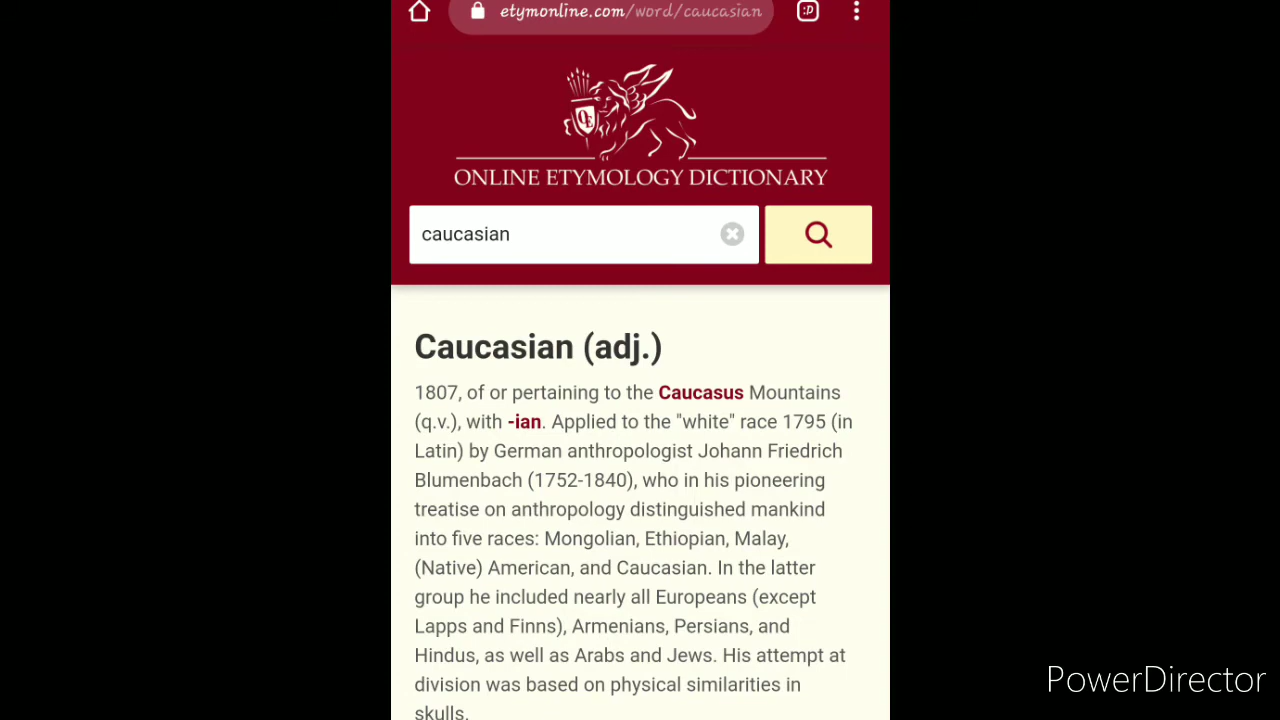 etymonline.com/word/caucasian
:D
OE
ONLINE ETYMOLOGY DICTIONARY
caucasian
Caucasian (adj.)
1807, of or pertaining to the Caucasus Mountains
(q.v.), with -ian. Applied to the "white" race 1795 (in
Latin) by German anthropologist Johann Friedrich
Blumenbach (1752-1840), who in his pioneering
treatise on anthropology distinguished mankind
into five races: Mongolian, Ethiopian, Malay,
(Native) American, and Caucasian. In the latter
group he included nearly all Europeans (except
Lapps and Finns), Armenians, Persians, and
Hindus, as well as Arabs and Jews. His attempt at
division was based on physical similarities in
skulls.
PowerDirector